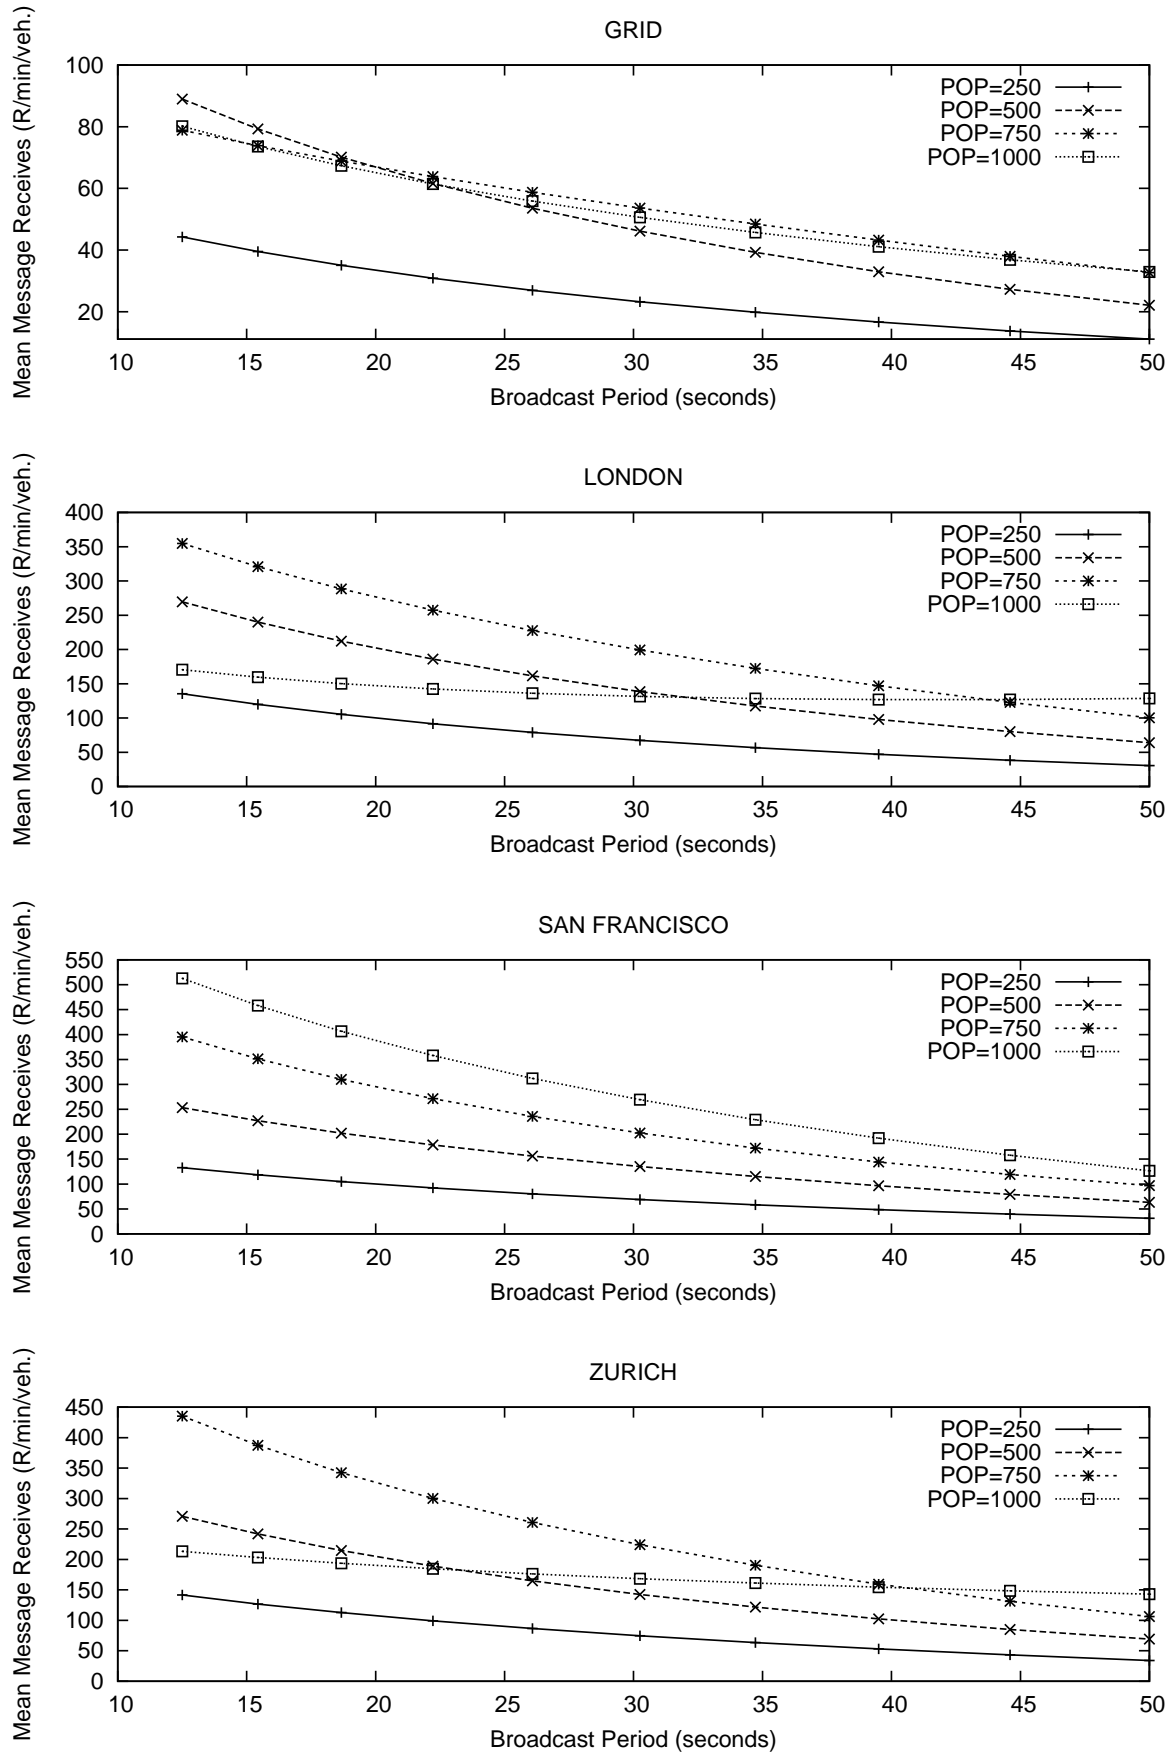 GRID
Mean Message Receives (R/min/veh.)
100
80
60
40
20
POP=250
POP=500
POP=750
POP=1000
10 15 20 25 30 35 40 45 50
Broadcast Period (seconds)
LONDON
Mean Message Receives (R/min/veh.)
400
350
300
250
200
150
100
50
0
POP=250
POP=500
POP=750
POP=1000
10 15 20 25 30 35 40 45 50
Broadcast Period (seconds)
SAN FRANCISCO
Mean Message Receives (R/min/veh.)
550
500
450
400
350
300
250
200
150
100
50
0
POP=250
POP=500
POP=750
POP=1000
10 15 20 25 30 35 40 45 50
Broadcast Period (seconds)
ZURICH
Mean Message Receives (R/min/veh.)
450
400
350
300
250
200
150
100
50
0
POP=250
POP=500
POP=750
POP=1000
10 15 20 25 30 35 40 45 50
Broadcast Period (seconds)